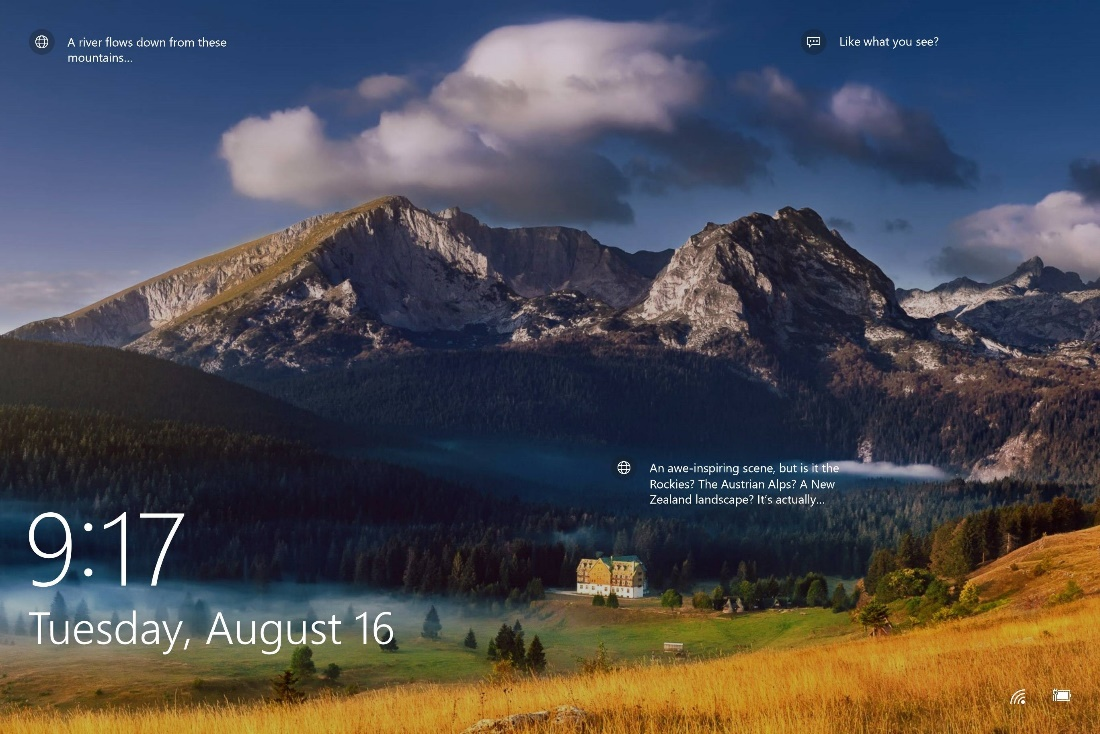 A river flows down from these
mountains...
Like what you see?
An awe-inspiring scene, but is it the
Rockies? The Austrian Alps? A New
Zealand landscape? It's actually...
9:17
Tuesday, August 16